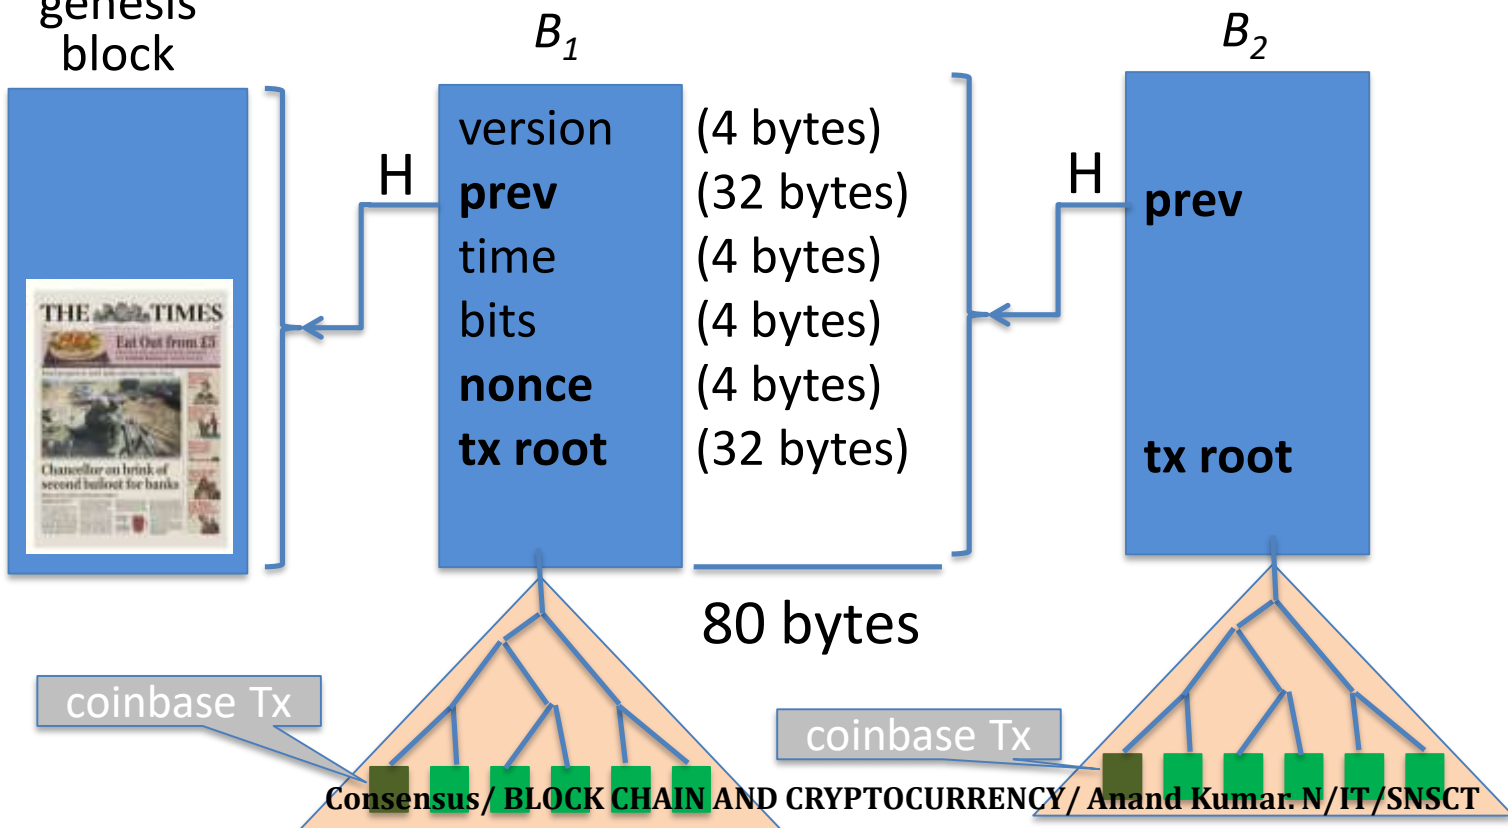 genesis
block
B1
B2
H
version (4 bytes)
prev (32 bytes)
time (4 bytes)
bits (4 bytes)
nonce (4 bytes)
tx root (32 bytes)
H
prev
tx root
THE TIMES
Eat Out from £5
Chancellor on brink of
second bailout for banks
80 bytes
coinbase Tx
coinbase Tx
Consensus/ BLOCK CHAIN AND CRYPTOCURRENCY/ Anand Kumar. N/IT/SNSCT